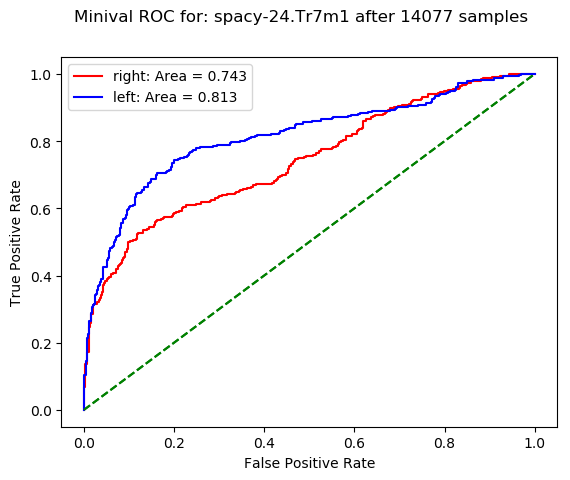 Minival ROC for: spacy-24.Tr7m1 after 14077 samples
right: Area = 0.743
left: Area = 0.813
True Positive Rate
1.0
0.8
0.6
0.4
0.2
0.0
0.0 0.2 0.4 0.6 0.8 1.0
False Positive Rate